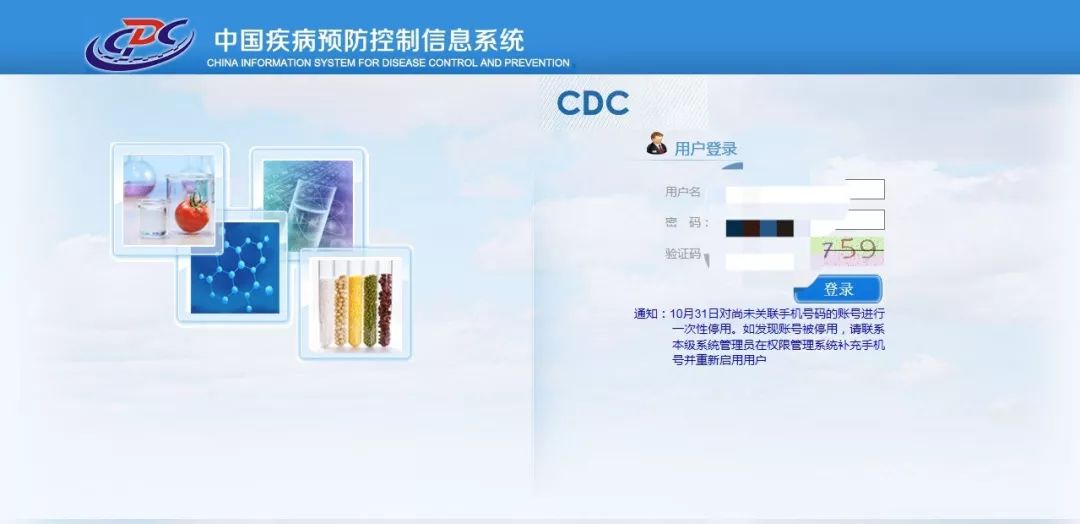 CDC
中国疾病预防控制信息系统
CHINA INFORMATION SYSTEM FOR DISEASE CONTROL AND PREVENTION
CDC
用户登录
用户名
密 码：
验证码
759
登录
通知：10月31日对尚未关联手机号码的账号进行
一次性停用。如发现账号被停用，请联系
本级系统管理员在权限管理系统补充手机
号并重新启用用户